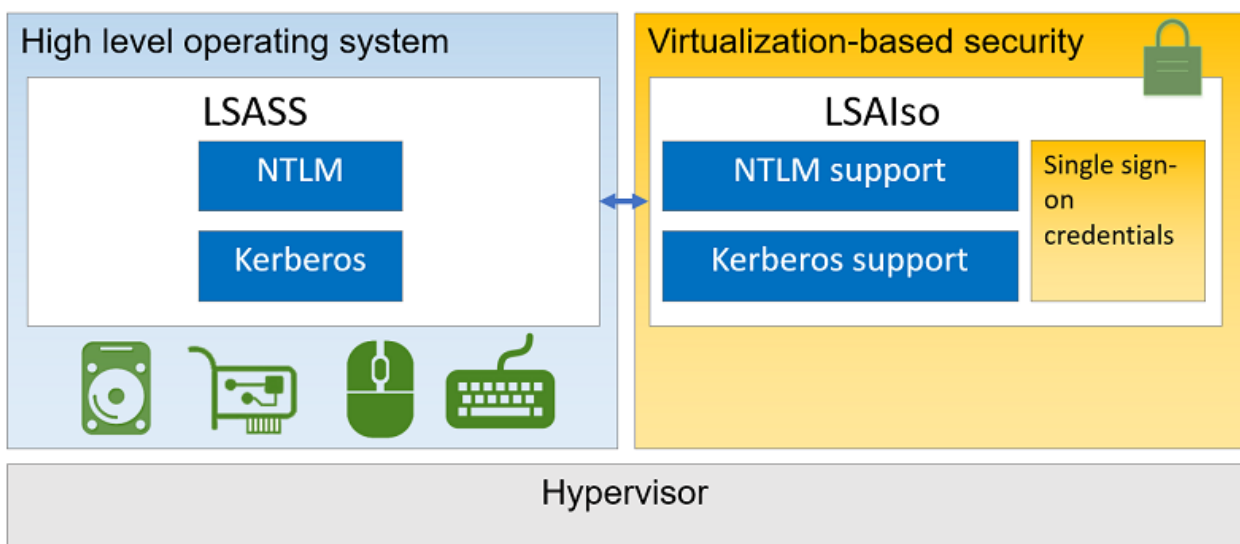 High level operating system
LSASS
NTLM
Kerberos
Virtualization-based security
LSAIso
NTLM support
Kerberos support
Single sign-
on
credentials
Hypervisor